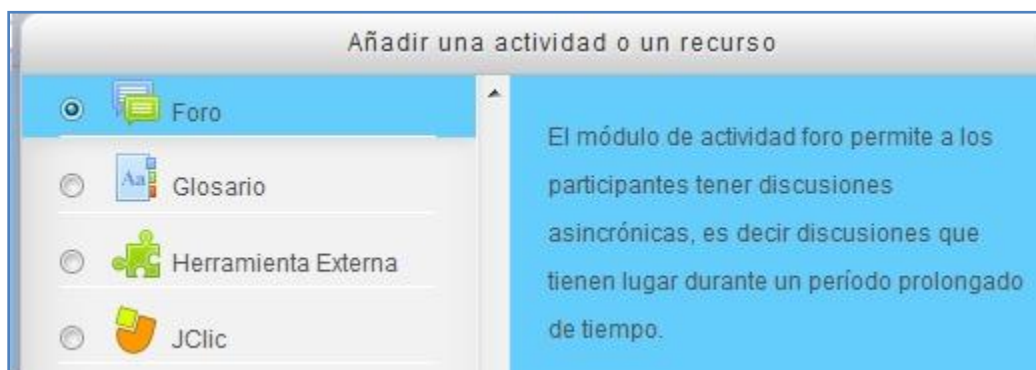 Añadir una actividad o un recurso
Foro
Glosario
Herramienta Externa
JClic
El módulo de actividad foro permite a los
participantes tener discusiones
asincrónicas, es decir discusiones que
tienen lugar durante un período prolongado
de tiempo.